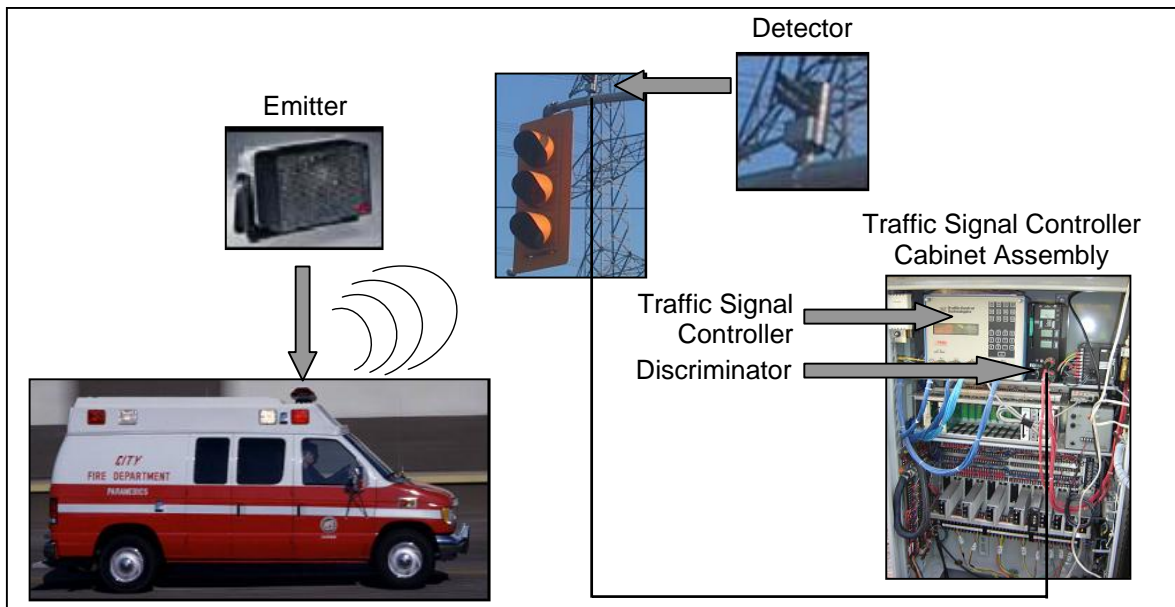 Detector
Emitter
Traffic Signal Controller
Cabinet Assembly
Traffic Signal
Controller
Discriminator
CITY
FIRE DEPARTMENT
PARAMEDICS